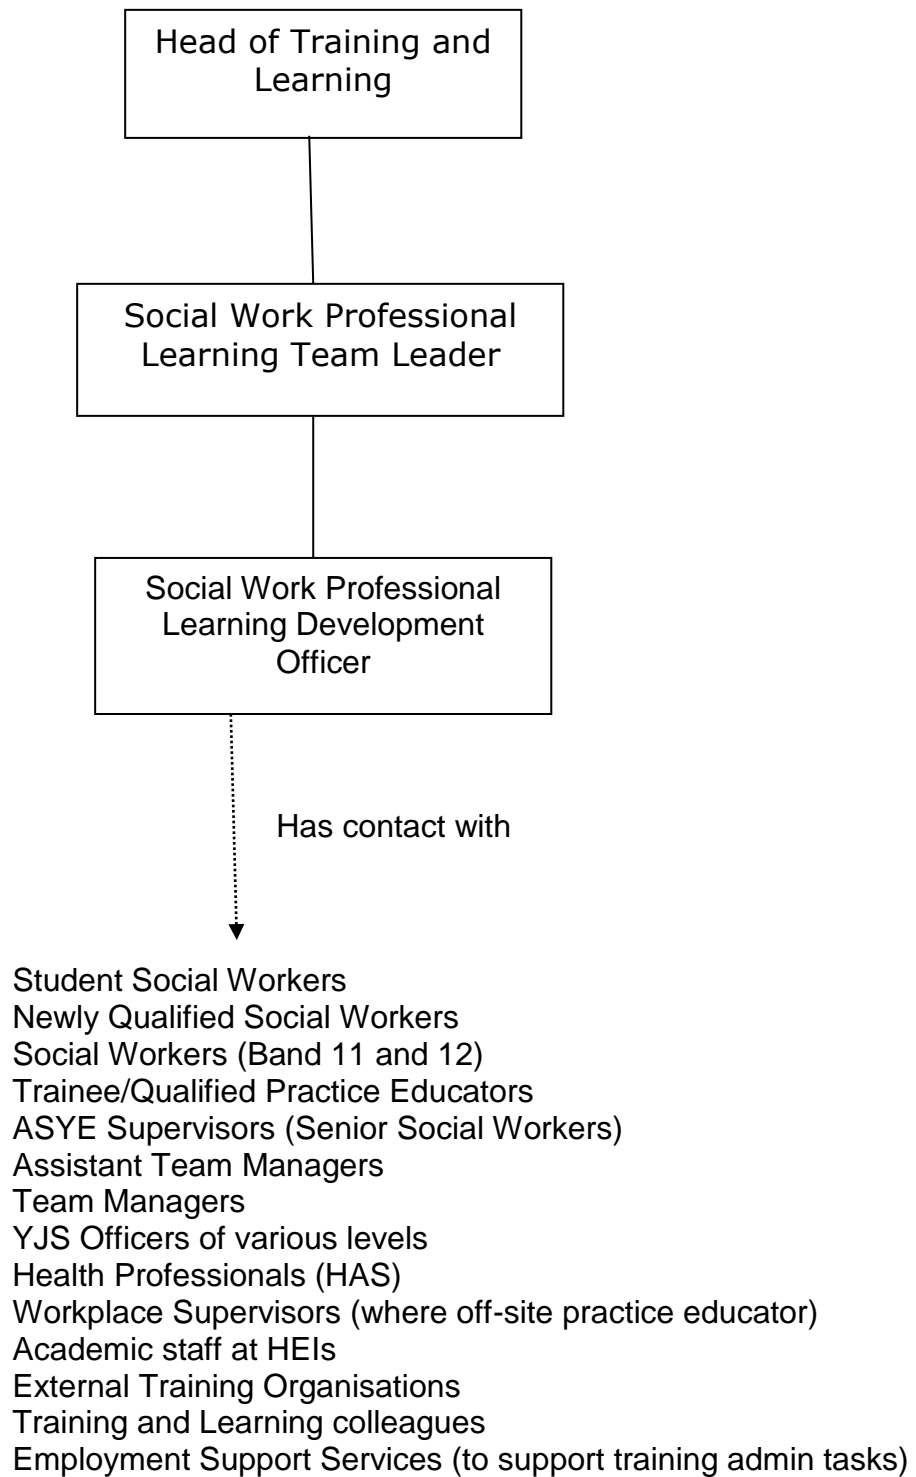 Head of Training and
Learning
Social Work Professional
Learning Team Leader
Social Work Professional
Learning Development
Officer
Has contact with
Student Social Workers
Newly Qualified Social Workers
Social Workers (Band 11 and 12)
Trainee/Qualified Practice Educators
ASYE Supervisors (Senior Social Workers)
Assistant Team Managers
Team Managers
YJS Officers of various levels
Health Professionals (HAS)
Workplace Supervisors (where off-site practice educator)
Academic staff at HEIs
External Training Organisations
Training and Learning colleagues
Employment Support Services (to support training admin tasks)